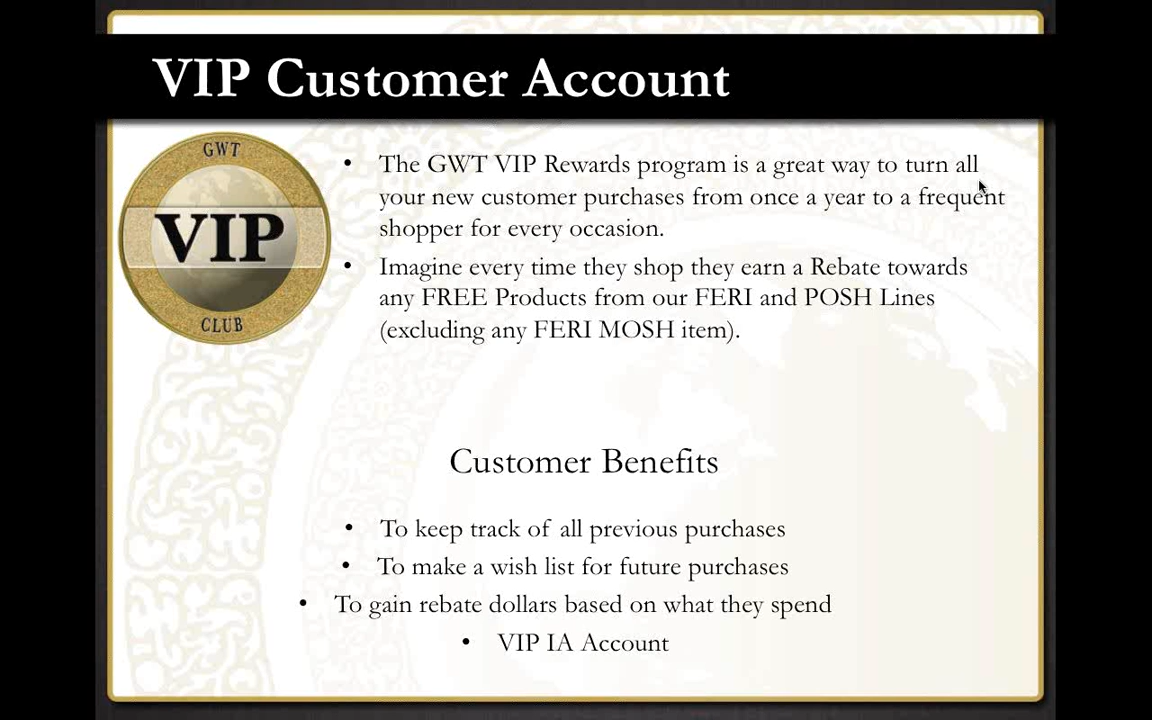 VIP Customer Account
GWT
VIP
CLUB
• The GWT VIP Rewards program is a great way to turn all
your new customer purchases from once a year to a frequent
shopper for every occasion.
• Imagine every time they shop they earn a Rebate towards
any FREE Products from our FERI and POSH Lines
(excluding any FERI MOSH item).
Customer Benefits
• To keep track of all previous purchases
• To make a wish list for future purchases
• To gain rebate dollars based on what they spend
• VIP IA Account